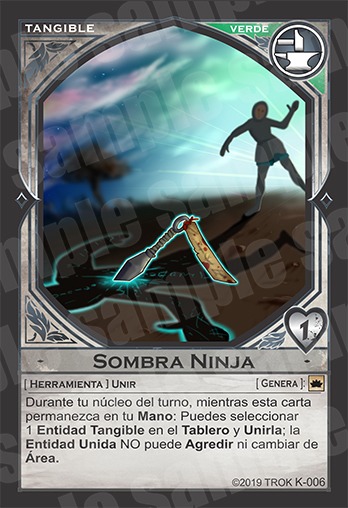 TANGIBLE
VERDE
1
SOMBRA NINJA
- -
[ HERRAMIENTA ] UNIR
[ GENERA ]:
Durante tu núcleo del turno, mientras esta carta
permanezca en tu Mano: Puedes seleccionar
1 Entidad Tangible en el Tablero y Unirla; la
Entidad Unida NO puede Agredir ni cambiar de
Área.
©2019 TROK K-006
Sample